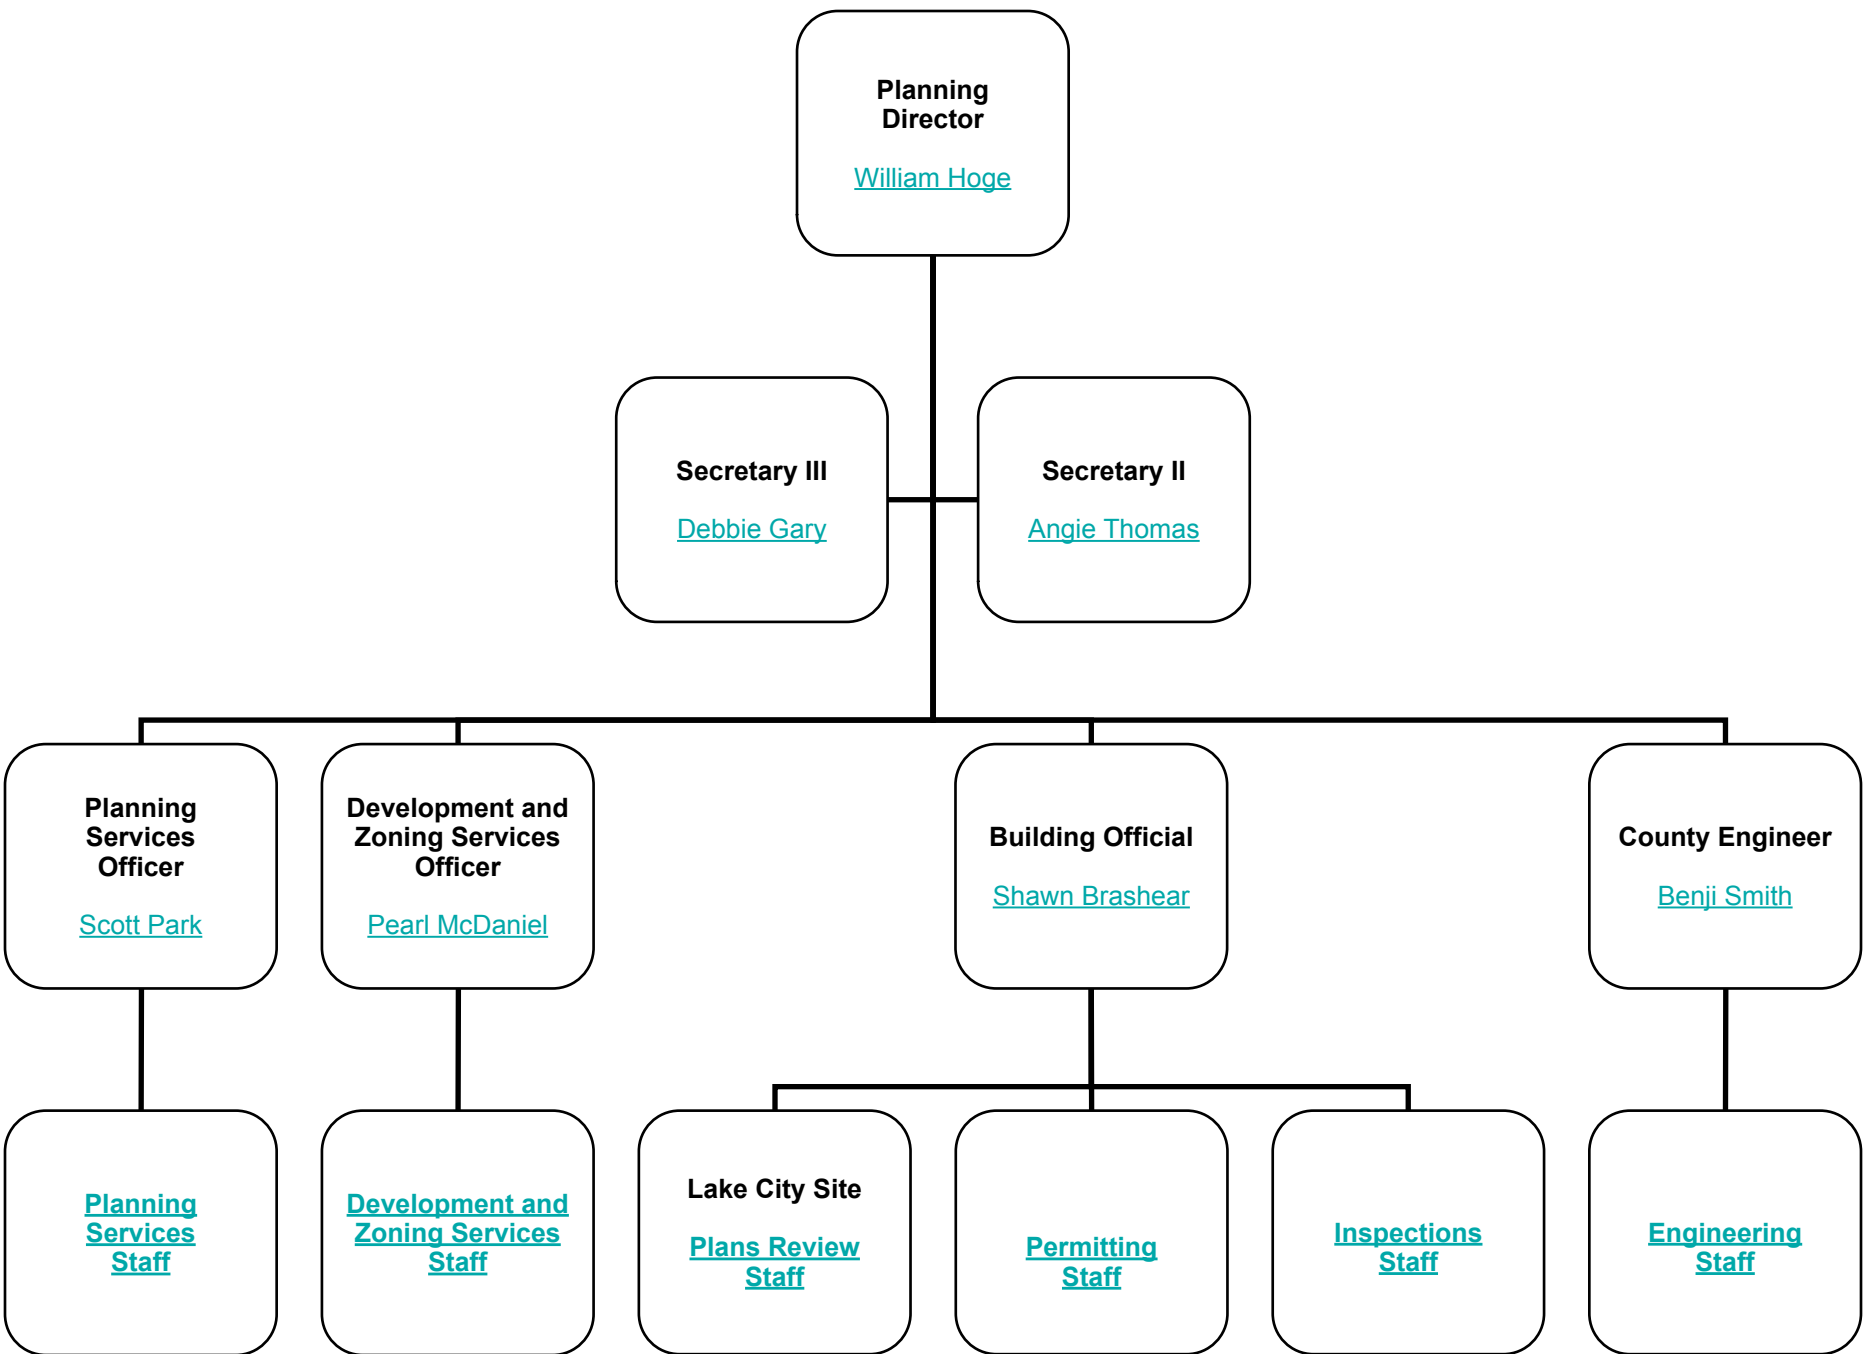 Planning
Director
William Hoge
Secretary III
Debbie Gary
Secretary II
Angie Thomas
Planning
Services
Officer
Scott Park
Development and
Zoning Services
Officer
Pearl McDaniel
Building Official
Shawn Brashear
County Engineer
Benji Smith
Planning
Services
Staff
Development and
Zoning Services
Staff
Lake City Site
Plans Review
Staff
Permitting
Staff
Inspections
Staff
Engineering
Staff